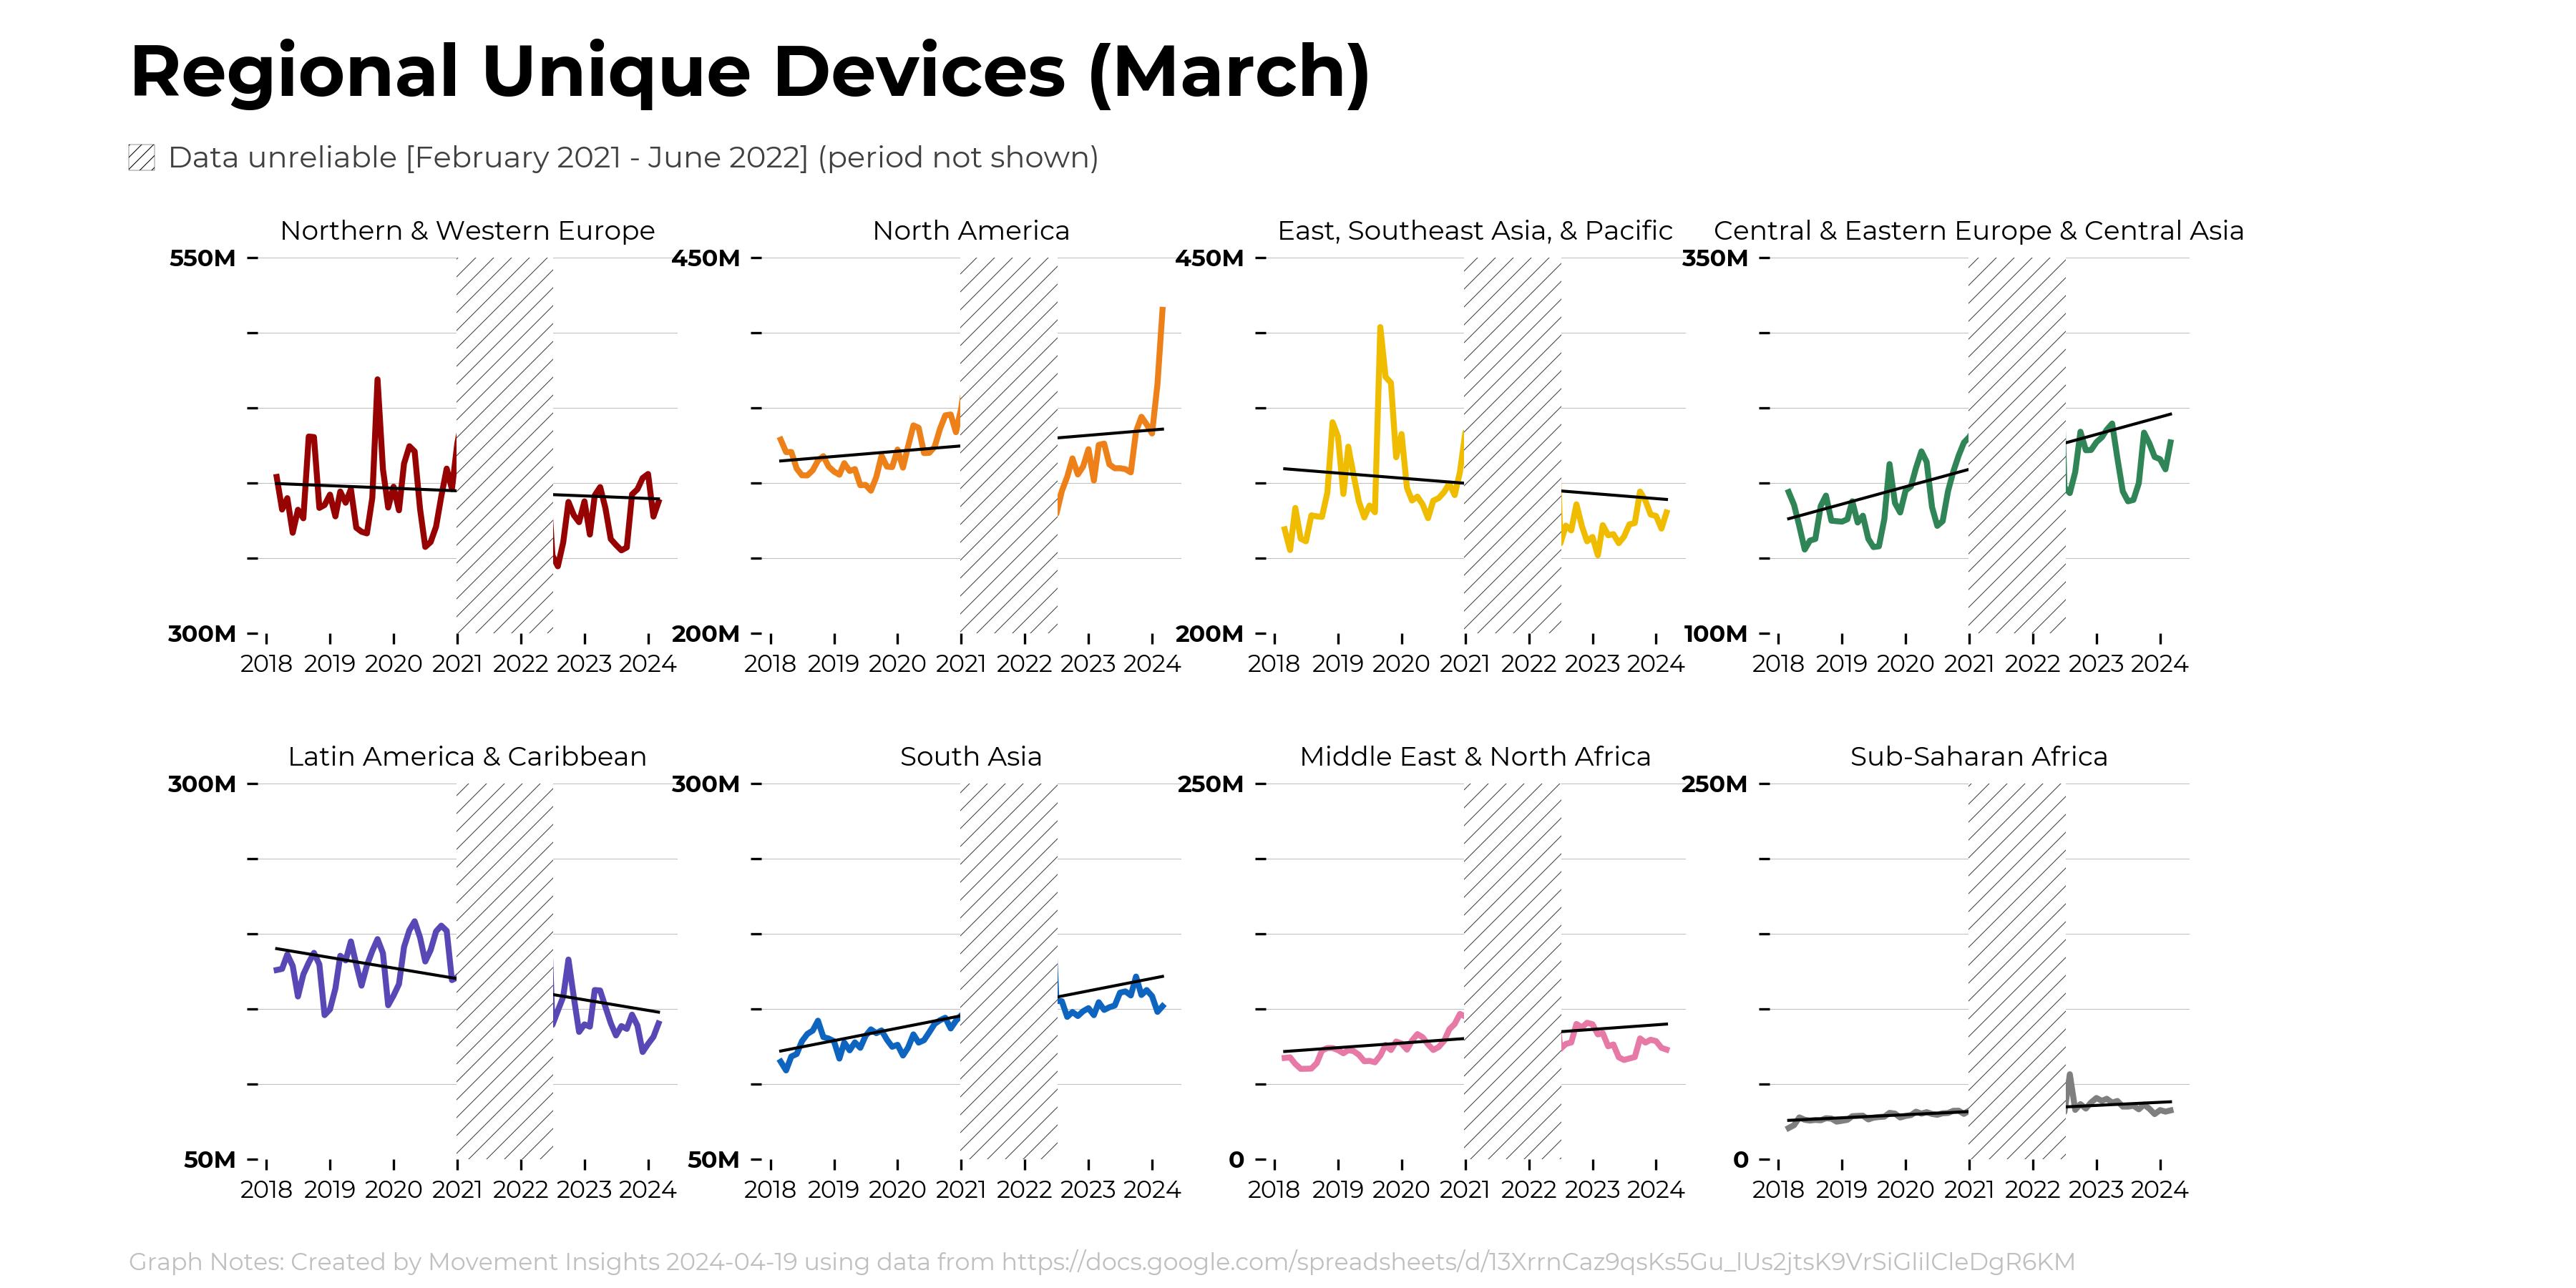 Regional Unique Devices (March)
Data unreliable [February 2021 - June 2022] (period not shown)
Northern & Western Europe
550M
300M
2018 2019 2020 2021 2022 2023 2024
North America
450M
200M
2018 2019 2020 2021 2022 2023 2024
East, Southeast Asia, & Pacific
450M
200M
2018 2019 2020 2021 2022 2023 2024
Central & Eastern Europe & Central Asia
350M
100M
2018 2019 2020 2021 2022 2023 2024
Latin America & Caribbean
300M
50M
2018 2019 2020 2021 2022 2023 2024
South Asia
300M
50M
2018 2019 2020 2021 2022 2023 2024
Middle East & North Africa
250M
0
2018 2019 2020 2021 2022 2023 2024
Sub-Saharan Africa
250M
0
2018 2019 2020 2021 2022 2023 2024
Graph Notes: Created by Movement Insights 2024-04-19 using data from https://docs.google.com/spreadsheets/d/13XrrnCaz9qsKs5Gu_lUs2jtsK9VrSiGlilCleDgR6KM